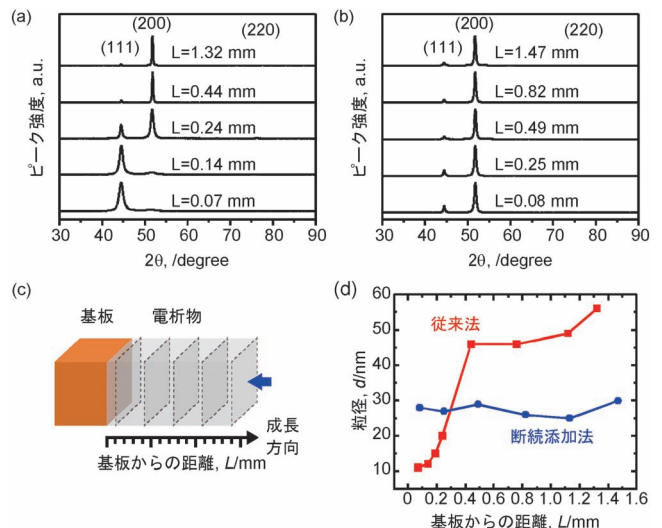 (a)
(200)
(220)
(111)
L=1.32 mm
L=0.44 mm
L=0.24 mm
L=0.14 mm
L=0.07 mm
ピーク強度, a.u.
30 40 50 60 70 80 90
2θ, /degree
(b)
(200)
(220)
(111)
L=1.47 mm
L=0.82 mm
L=0.49 mm
L=0.25 mm
L=0.08 mm
ピーク強度, a.u.
30 40 50 60 70 80 90
2θ, /degree
(c)
基板 電析物
成長
方向
基板からの距離, L/mm
(d)
60
50
40
30
20
10
粒径, d/nm
従来法
断続添加法
0 0.2 0.4 0.6 0.8 1.0 1.2 1.4 1.6
基板からの距離, L/mm